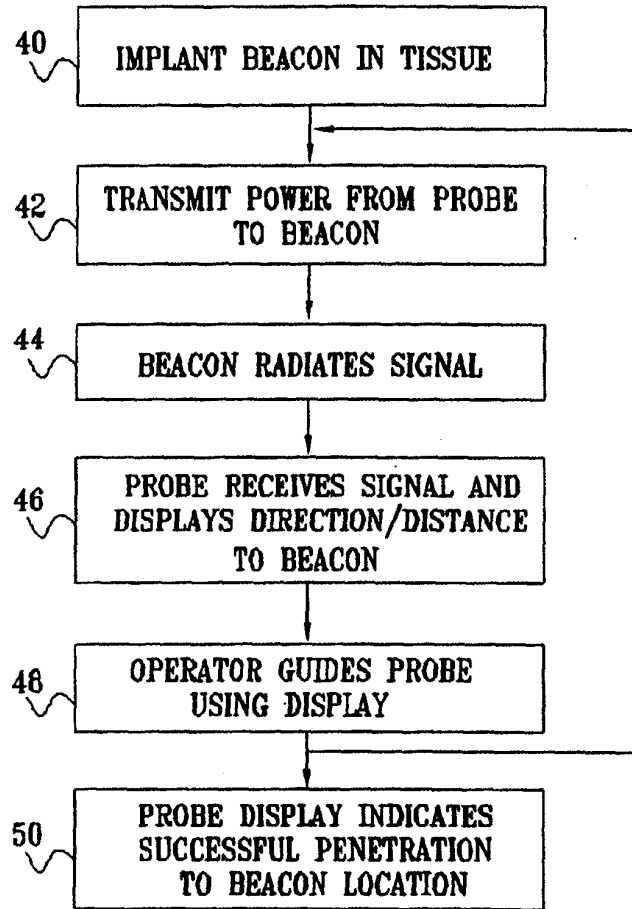 40
IMPLANT BEACON IN TISSUE
42
TRANSMIT POWER FROM PROBE
TO BEACON
44
BEACON RADIATES SIGNAL
46
PROBE RECEIVES SIGNAL AND
DISPLAYS DIRECTION/DISTANCE
TO BEACON
48
OPERATOR GUIDES PROBE
USING DISPLAY
50
PROBE DISPLAY INDICATES
SUCCESSFUL PENETRATION
TO BEACON LOCATION